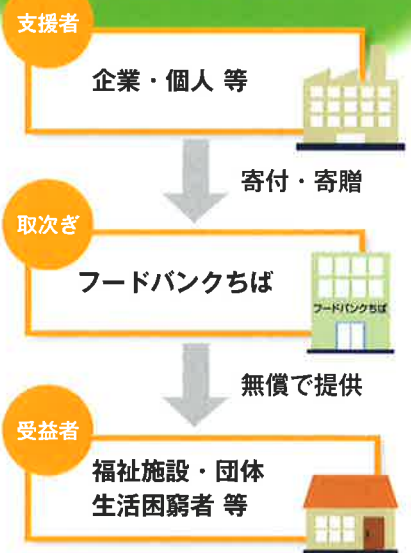 支援者
企業・個人 等
寄付・寄贈
取次ぎ
フードバンクちば
フードバンクちば
無償で提供
受益者
福祉施設・団体
生活困窮者 等